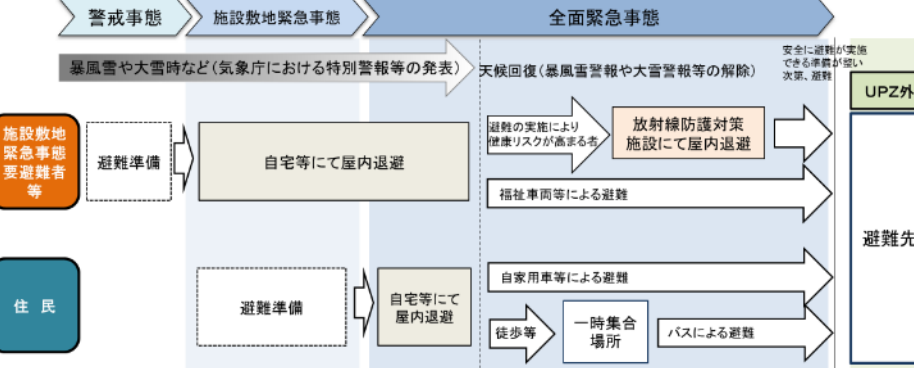 警戒事態
施設敷地緊急事態
全面緊急事態
暴風雪や大雪時など(気象庁における特別警報等の発表)
天候回復(暴風雪警報や大雪警報等の解除)
安全に避難が実施
できる準備が整い
次第、避難
UPZ外
施設敷地
緊急事態
要避難者
等
避難準備
自宅等にて屋内退避
避難の実施により
健康リスクが高まる者
放射線防護対策
施設にて屋内退避
福祉車両等による避難
避難先
住 民
避難準備
自宅等にて
屋内退避
自家用車等による避難
徒歩等
一時集合
場所
バスによる避難